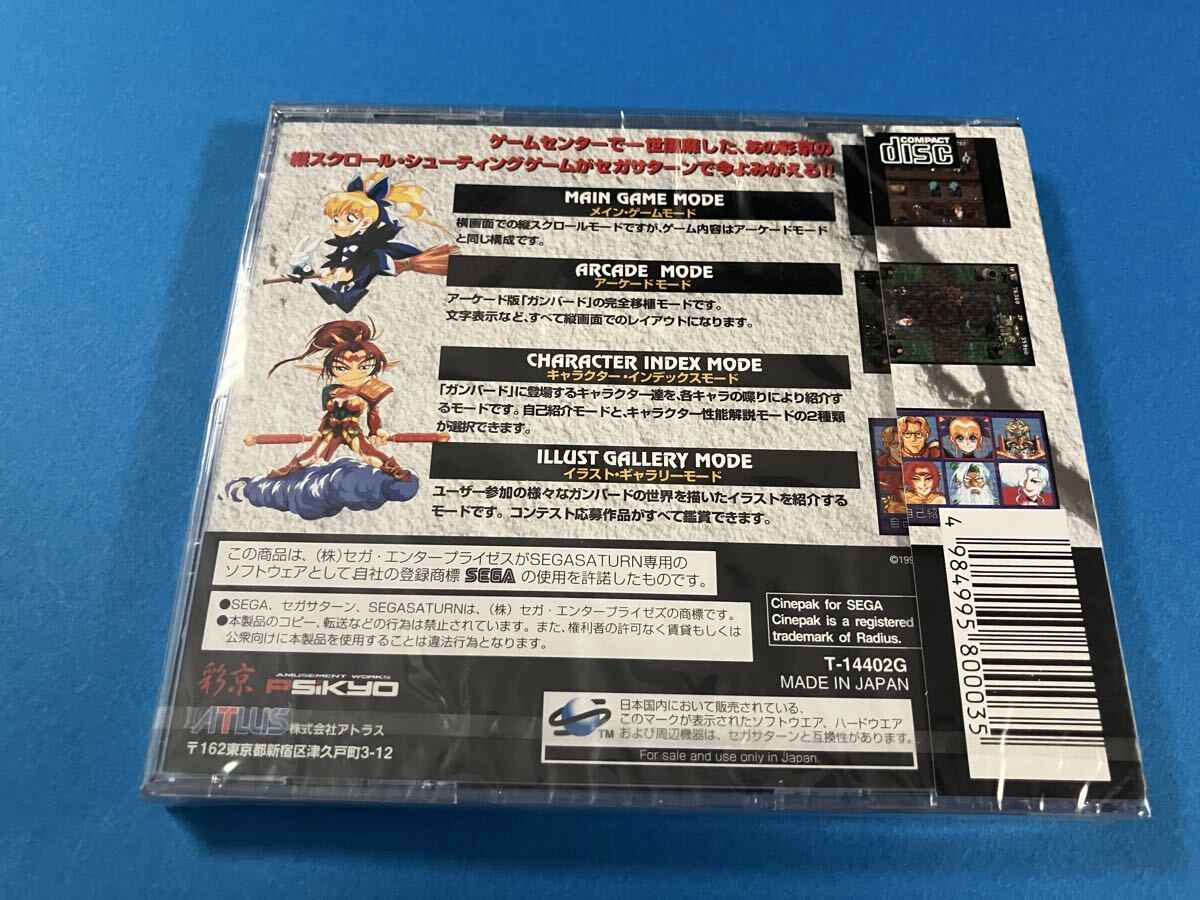 ゲームセンターで一世風靡した、あの彩京の
縦スクロール・シューティングゲームがセガサターンで今よみがえる!!
COMPACT
disc
MAIN GAME MODE
メイン・ゲームモード
横画面での縦スクロールモードですが、ゲーム内容はアーケードモード
と同じ構成です。
ARCADE MODE
アーケードモード
アーケード版「ガンバード」の完全移植モードです。
文字表示など、すべて縦画面でのレイアウトになります。
CHARACTER INDEX MODE
キャラクター・インデックスモード
「ガンバード」に登場するキャラクター達を、各キャラの喋りにより紹介す
るモードです。自己紹介モードと、キャラクター性能解説モードの2種類
が選択できます。
ILLUST GALLERY MODE
イラスト・ギャラリーモード
ユーザー参加の様々なガンバードの世界を描いたイラストを紹介する
モードです。コンテスト応募作品がすべて鑑賞できます。
自己紹
この商品は、(株)セガ・エンタープライゼスがSEGASATURN専用の
ソフトウェアとして自社の登録商標 SEGA の使用を許諾したものです。
©199
●SEGA、セガサターン、SEGASATURNは、(株)セガ・エンタープライゼズの商標です。
●本製品のコピー、転送などの行為は禁止されています。また、権利者の許可なく賃貸もしくは
公衆向けに本製品を使用することは違法行為となります。
Cinepak for SEGA
Cinepak is a registered
trademark of Radius.
T-14402G
MADE IN JAPAN
彩京 AMUSEMENT WORKS
PSIKYO
ATLUS 株式会社アトラス
〒162東京都新宿区津久戸町3-12
TM
日本国内において販売されている、
このマークが表示されたソフトウエア、ハードウエア
および周辺機器は、セガサターンと互換性があります。
For sale and use only in Japan.
4 984995 800035